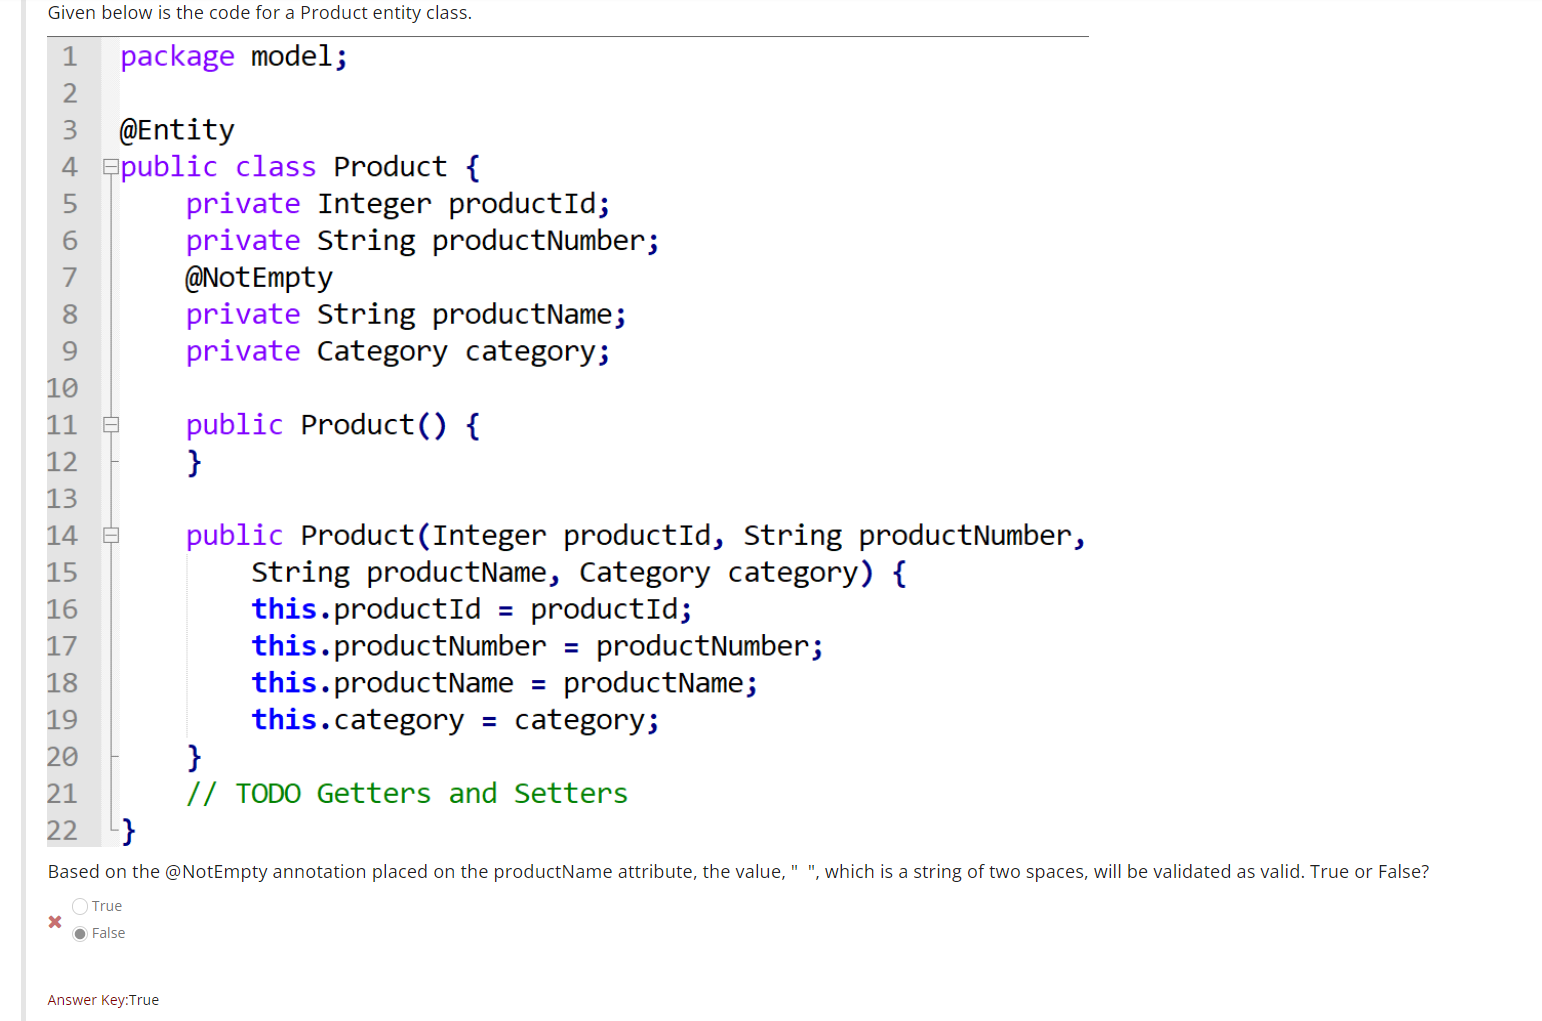 Given below is the code for a Product entity class.
1 package model;
2
3 @Entity
4 public class Product {
5     private Integer productId;
6     private String productNumber;
7     @NotEmpty
8     private String productName;
9     private Category category;
10
11     public Product() {
12     }
13
14     public Product(Integer productId, String productNumber,
15         String productName, Category category) {
16         this.productId = productId;
17         this.productNumber = productNumber;
18         this.productName = productName;
19         this.category = category;
20     }
21     // TODO Getters and Setters
22 }
Based on the @NotEmpty annotation placed on the productName attribute, the value, "  ", which is a string of two spaces, will be validated as valid. True or False?
True
False
Answer Key:True